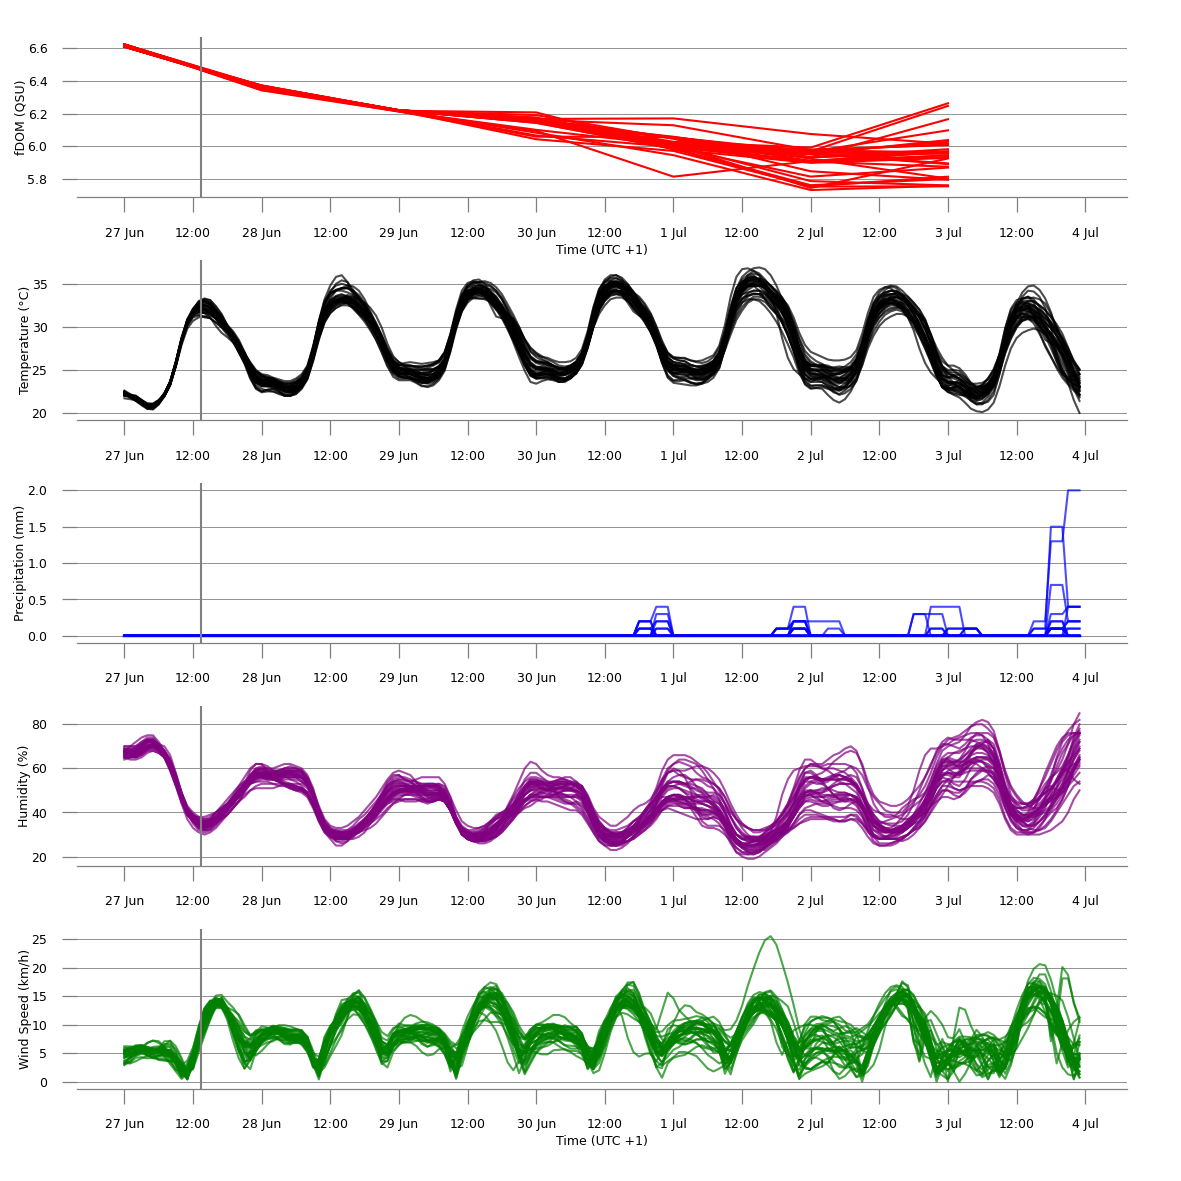 6.6
6.4
6.2
6.0
5.8
fDOM (QSU)
27 Jun 12:00 28 Jun 12:00 29 Jun 12:00 30 Jun 12:00 1 Jul 12:00 2 Jul 12:00 3 Jul 12:00 4 Jul
Time (UTC +1)
35
30
25
20
Temperature (°C)
27 Jun 12:00 28 Jun 12:00 29 Jun 12:00 30 Jun 12:00 1 Jul 12:00 2 Jul 12:00 3 Jul 12:00 4 Jul
2.0
1.5
1.0
0.5
0.0
Precipitation (mm)
27 Jun 12:00 28 Jun 12:00 29 Jun 12:00 30 Jun 12:00 1 Jul 12:00 2 Jul 12:00 3 Jul 12:00 4 Jul
80
60
40
20
Humidity (%)
27 Jun 12:00 28 Jun 12:00 29 Jun 12:00 30 Jun 12:00 1 Jul 12:00 2 Jul 12:00 3 Jul 12:00 4 Jul
25
20
15
10
5
0
Wind Speed (km/h)
27 Jun 12:00 28 Jun 12:00 29 Jun 12:00 30 Jun 12:00 1 Jul 12:00 2 Jul 12:00 3 Jul 12:00 4 Jul
Time (UTC +1)